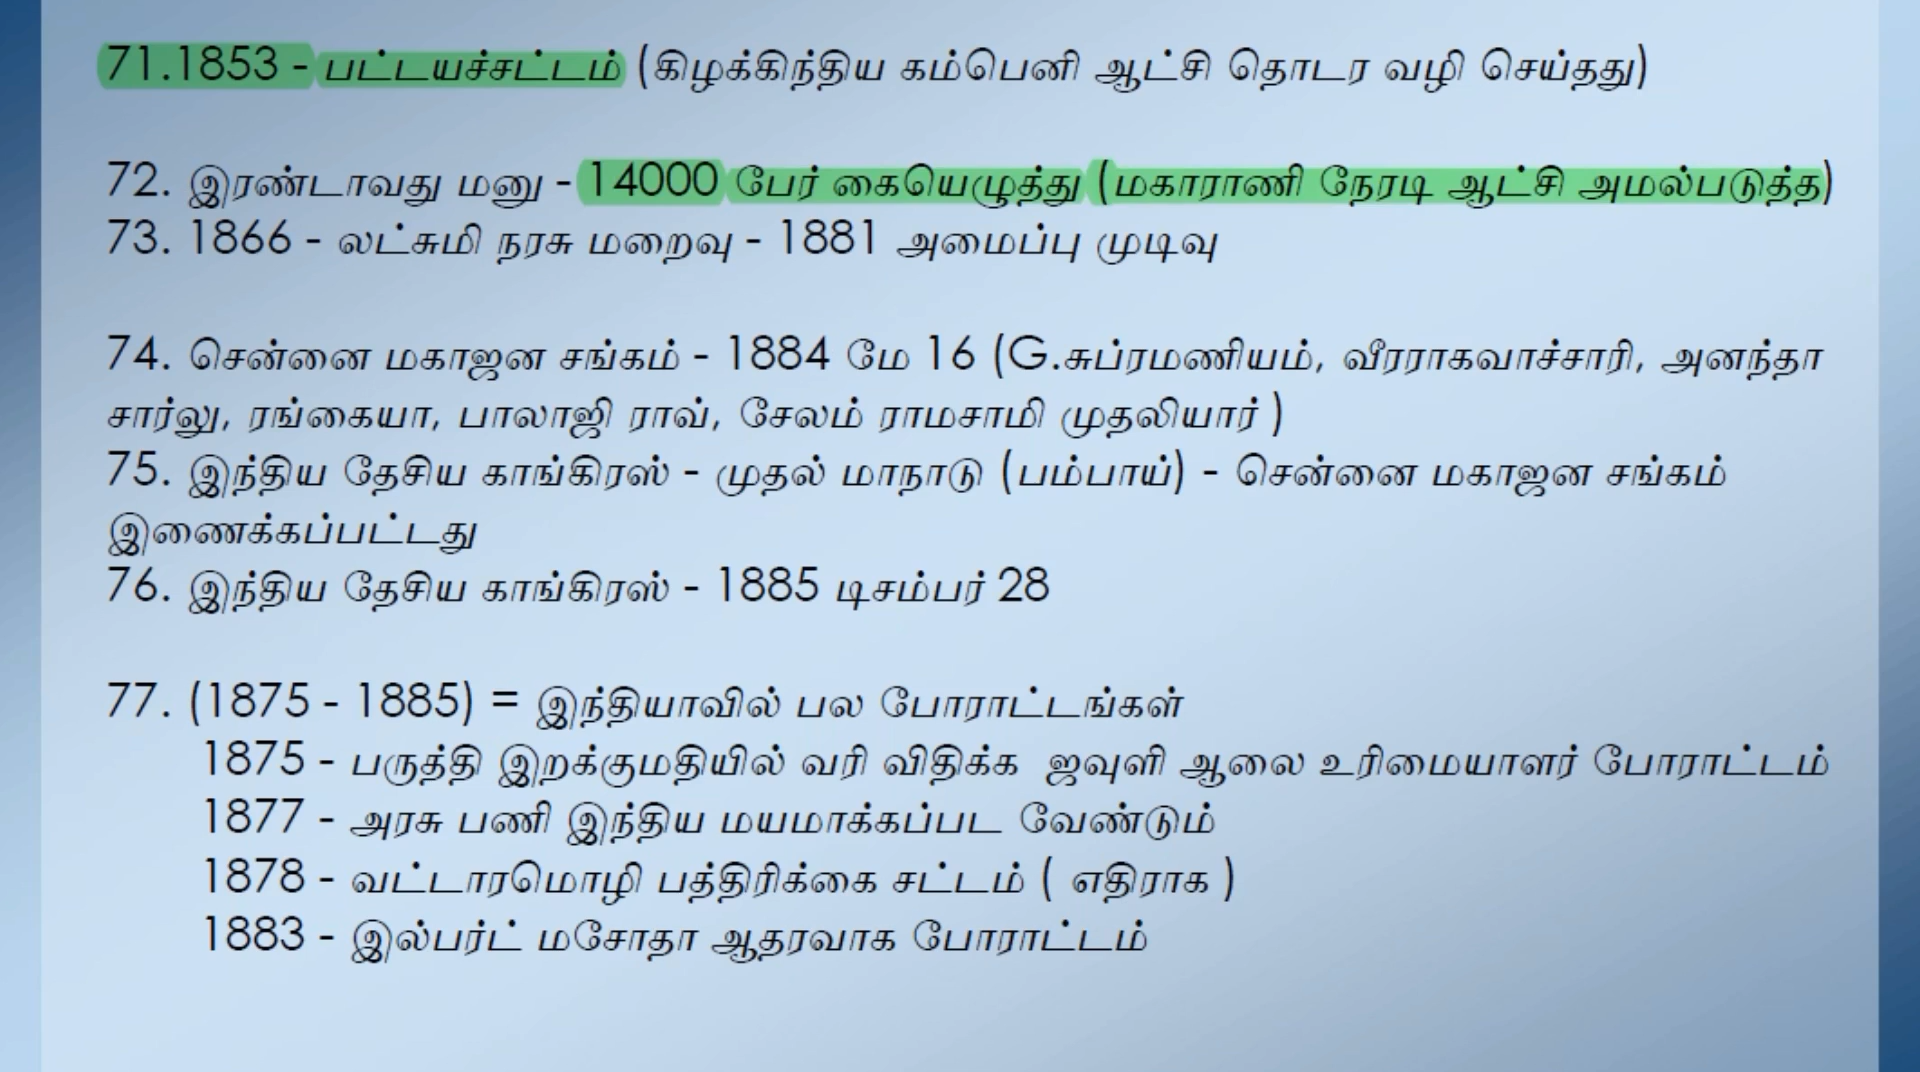 71.1853 - பட்டயச்சட்டம் (கிழக்கிந்திய கம்பெனி ஆட்சி தொடர வழி செய்தது)
72. இரண்டாவது மனு - 14000 பேர் கையெழுத்து (மகாராணி நேரடி ஆட்சி அமல்படுத்த)
73. 1866 - லட்சுமி நரசு மறைவு - 1881 அமைப்பு முடிவு
74. சென்னை மகாஜன சங்கம் - 1884 மே 16 (G.சுப்ரமணியம், வீரராகவாச்சாரி, அனந்தா
சார்லு, ரங்கையா, பாலாஜி ராவ், சேலம் ராமசாமி முதலியார் )
75. இந்திய தேசிய காங்கிரஸ் - முதல் மாநாடு (பம்பாய்) - சென்னை மகாஜன சங்கம்
இணைக்கப்பட்டது
76. இந்திய தேசிய காங்கிரஸ் - 1885 டிசம்பர் 28
77. (1875 - 1885) = இந்தியாவில் பல போராட்டங்கள்
1875 - பருத்தி இறக்குமதியில் வரி விதிக்க ஜவுளி ஆலை உரிமையாளர் போராட்டம்
1877 - அரசு பணி இந்திய மயமாக்கப்பட வேண்டும்
1878 - வட்டாரமொழி பத்திரிக்கை சட்டம் ( எதிராக )
1883 - இல்பர்ட் மசோதா ஆதரவாக போராட்டம்